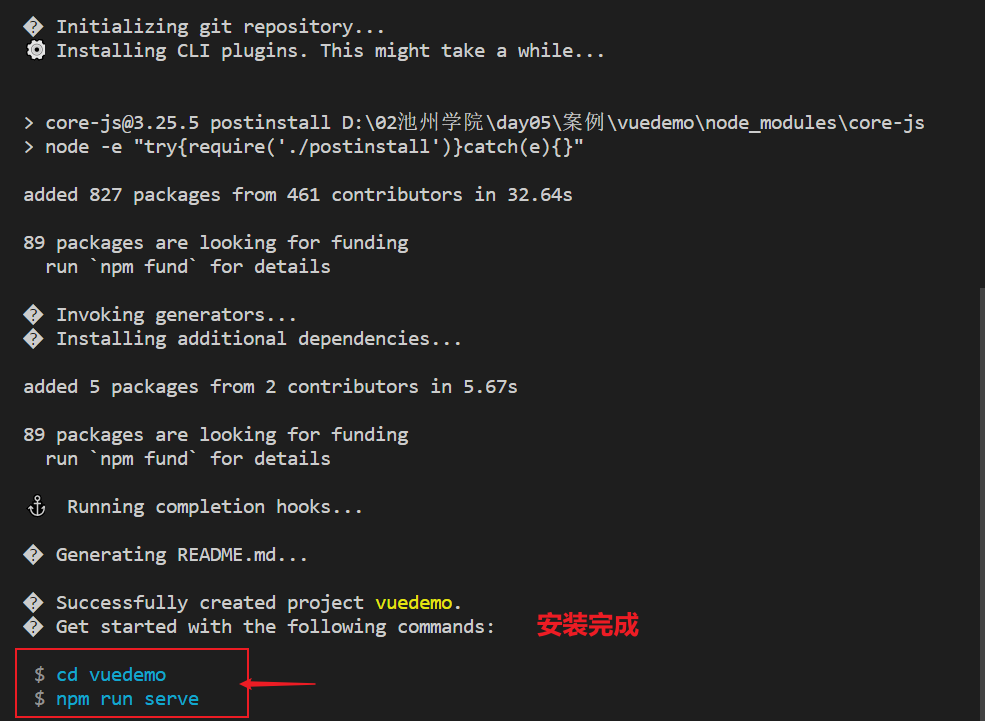 � Initializing git repository...
⚙ Installing CLI plugins. This might take a while...
> core-js@3.25.5 postinstall D:\02池州学院\day05\案例\vuedemo\node_modules\core-js
> node -e "try{require('./postinstall')}catch(e){}"
added 827 packages from 461 contributors in 32.64s
89 packages are looking for funding
run `npm fund` for details
� Invoking generators...
� Installing additional dependencies...
added 5 packages from 2 contributors in 5.67s
89 packages are looking for funding
run `npm fund` for details
⚓ Running completion hooks...
� Generating README.md...
� Successfully created project vuedemo.
� Get started with the following commands:
安装完成
$ cd vuedemo
$ npm run serve